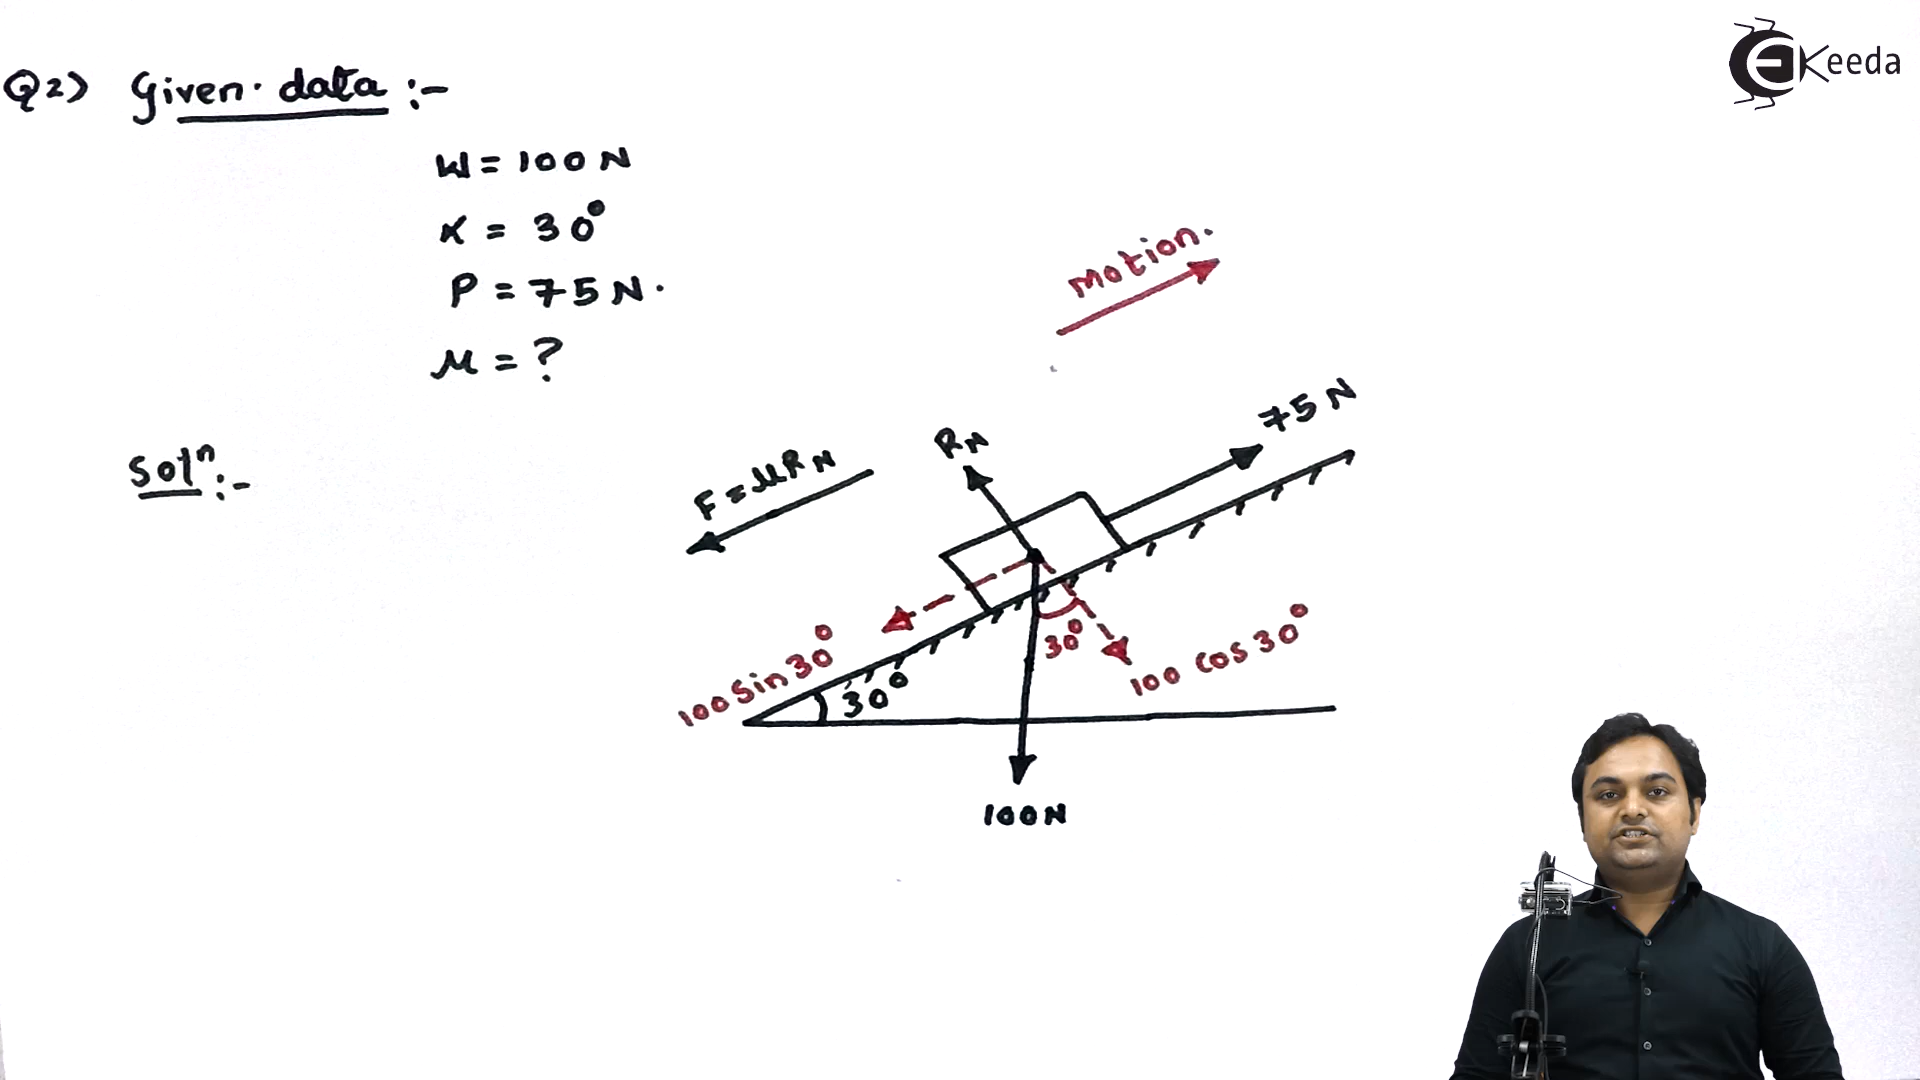 Keeda
Q2) Given data :-
W = 100 N
α = 30°
P = 75 N.
μ = ?
Motion.
75 N
RN
F = μRN
Solⁿ :-
30°
100 cos 30°
100 Sin 30°
30°
100N